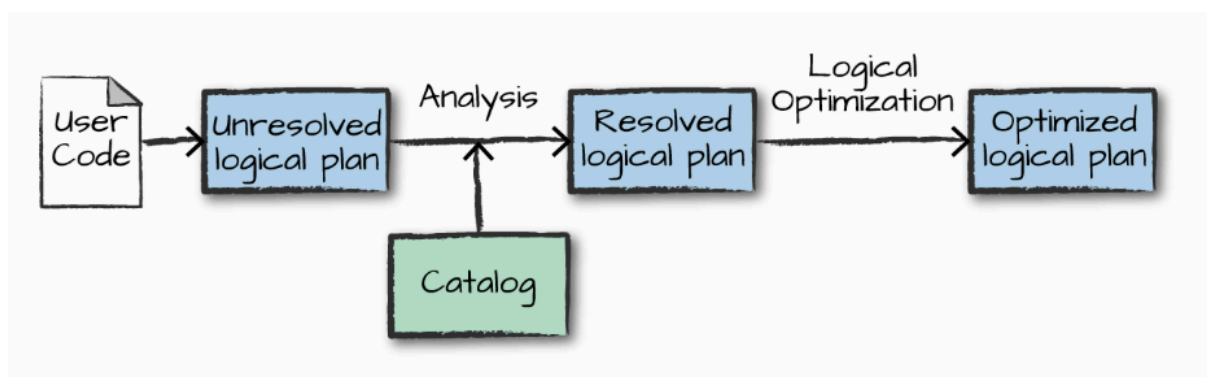 User
Code
Unresolved
logical plan
Analysis
Catalog
Resolved
logical plan
Logical
Optimization
Optimized
logical plan